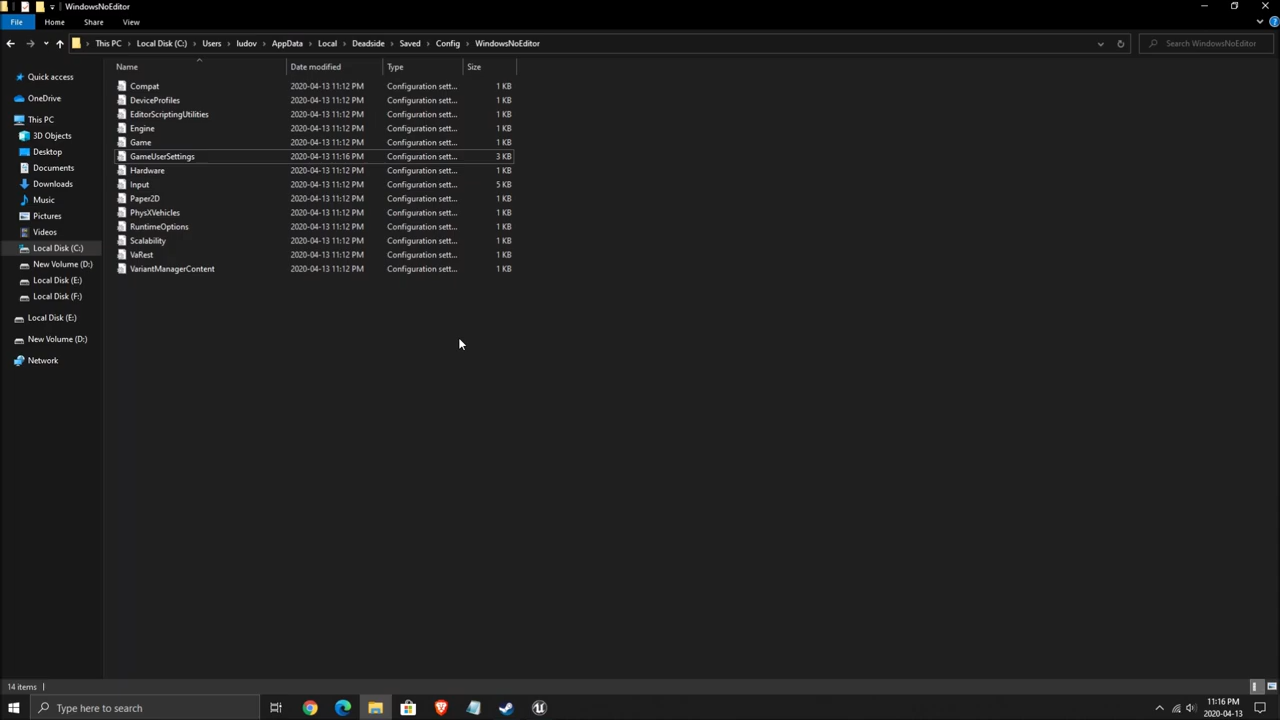 WindowsNoEditor
File Home Share View
This PC Local Disk (C:) Users ludov AppData Local Deadside Saved Config WindowsNoEditor Search WindowsNoEditor
Name Date modified Type Size
Quick access
OneDrive
This PC
3D Objects
Desktop
Documents
Downloads
Music
Pictures
Videos
Local Disk (C:)
New Volume (D:)
Local Disk (E:)
Local Disk (F:)
Local Disk (E:)
New Volume (D:)
Network
Compat 2020-04-13 11:12 PM Configuration sett... 1 KB
DeviceProfiles 2020-04-13 11:12 PM Configuration sett... 1 KB
EditorScriptingUtilities 2020-04-13 11:12 PM Configuration sett... 1 KB
Engine 2020-04-13 11:12 PM Configuration sett... 1 KB
Game 2020-04-13 11:12 PM Configuration sett... 1 KB
GameUserSettings 2020-04-13 11:16 PM Configuration sett... 3 KB
Hardware 2020-04-13 11:12 PM Configuration sett... 1 KB
Input 2020-04-13 11:12 PM Configuration sett... 5 KB
Paper2D 2020-04-13 11:12 PM Configuration sett... 1 KB
PhysXVehicles 2020-04-13 11:12 PM Configuration sett... 1 KB
RuntimeOptions 2020-04-13 11:12 PM Configuration sett... 1 KB
Scalability 2020-04-13 11:12 PM Configuration sett... 1 KB
VaRest 2020-04-13 11:12 PM Configuration sett... 1 KB
VariantManagerContent 2020-04-13 11:12 PM Configuration sett... 1 KB
14 items
Type here to search
11:16 PM
2020-04-13